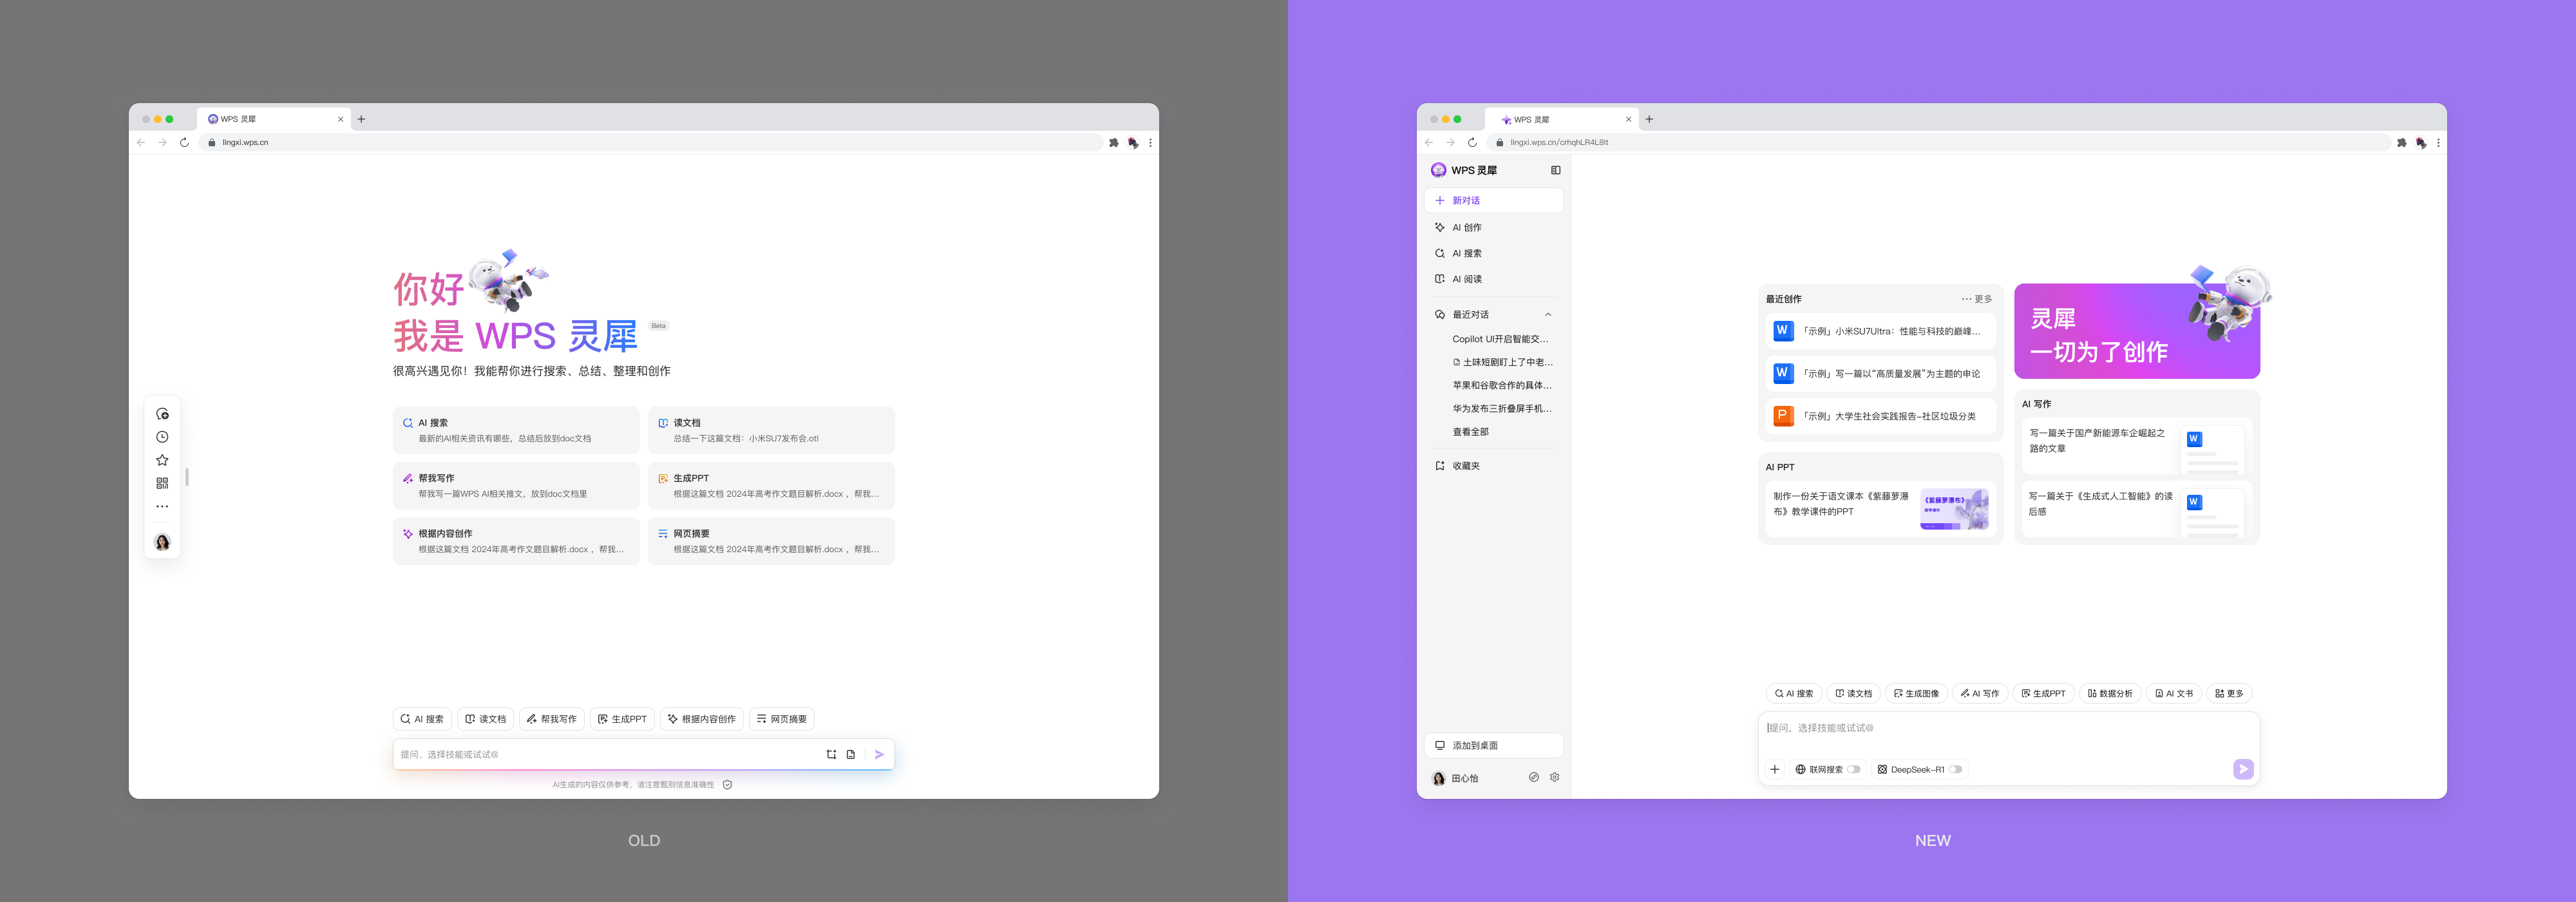 WPS 灵犀
lingxi.wps.cn
你好
我是 WPS 灵犀 Beta
很高兴遇见你！我能帮你进行搜索、总结、整理和创作
AI 搜索
最新的AI相关资讯有哪些，总结后放到doc文档
读文档
总结一下这篇文档：小米SU7发布会.otl
帮我写作
帮我写一篇WPS AI相关推文，放到doc文档里
生成PPT
根据这篇文档 2024年高考作文题目解析.docx ，帮我...
根据内容创作
根据这篇文档 2024年高考作文题目解析.docx ，帮我...
网页摘要
根据这篇文档 2024年高考作文题目解析.docx ，帮我...
AI 搜索 读文档 帮我写作 生成PPT 根据内容创作 网页摘要
提问、选择技能或试试@
AI生成的内容仅供参考，请注意甄别信息准确性
OLD
WPS 灵犀
lingxi.wps.cn/crhqhLR4L8lt
WPS 灵犀
新对话
AI 创作
AI 搜索
AI 阅读
最近对话
Copilot UI开启智能交...
土味短剧盯上了中老...
苹果和谷歌合作的具体...
华为发布三折叠屏手机...
查看全部
收藏夹
添加到桌面
田心怡
最近创作 ··· 更多
W 「示例」小米SU7Ultra：性能与科技的巅峰...
W 「示例」写一篇以“高质量发展”为主题的申论
P 「示例」大学生社会实践报告-社区垃圾分类
AI PPT
制作一份关于语文课本《紫藤萝瀑
布》教学课件的PPT
《紫藤萝瀑布》
教学课件
灵犀
一切为了创作
AI 写作
写一篇关于国产新能源车企崛起之
路的文章
W
写一篇关于《生成式人工智能》的读
后感
W
AI 搜索 读文档 生成图像 AI 写作 生成PPT 数据分析 AI 文书 更多
提问，选择技能或试试@
联网搜索 DeepSeek-R1
NEW